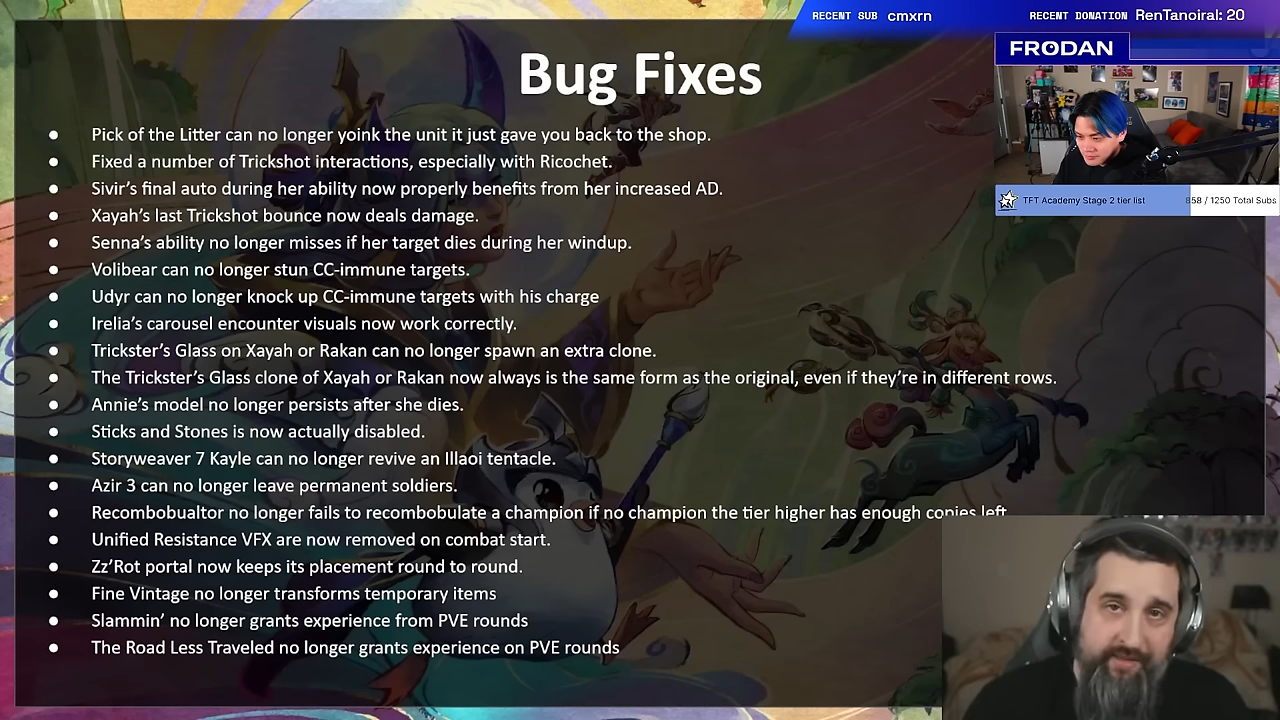 RECENT SUB cmxrn RECENT DONATION RenTanoiral: 20
FRODAN
Bug Fixes
Pick of the Litter can no longer yoink the unit it just gave you back to the shop.
Fixed a number of Trickshot interactions, especially with Ricochet.
Sivir's final auto during her ability now properly benefits from her increased AD.
TFT Academy Stage 2 tier list 858 / 1250 Total Subs
Xayah's last Trickshot bounce now deals damage.
Senna's ability no longer misses if her target dies during her windup.
Volibear can no longer stun CC-immune targets.
Udyr can no longer knock up CC-immune targets with his charge
Irelia's carousel encounter visuals now work correctly.
Trickster's Glass on Xayah or Rakan can no longer spawn an extra clone.
The Trickster's Glass clone of Xayah or Rakan now always is the same form as the original, even if they're in different rows.
Annie's model no longer persists after she dies.
Sticks and Stones is now actually disabled.
Storyweaver 7 Kayle can no longer revive an Illaoi tentacle.
Azir 3 can no longer leave permanent soldiers.
Recombobualtor no longer fails to recombobulate a champion if no champion the tier higher has enough copies left
Unified Resistance VFX are now removed on combat start.
Zz'Rot portal now keeps its placement round to round.
Fine Vintage no longer transforms temporary items
Slammin' no longer grants experience from PVE rounds
The Road Less Traveled no longer grants experience on PVE rounds